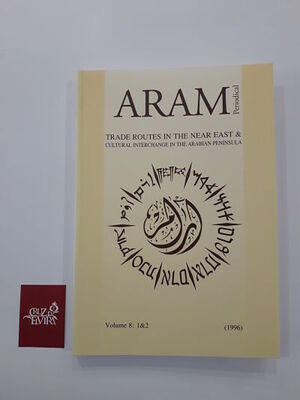 ARAM
Periodical
TRADE ROUTES IN THE NEAR EAST &
CULTURAL INTERCHANGE IN THE ARABIAN PENINSULA
Volume 8: 1&2
(1996)
CRUZ
ELVIRA